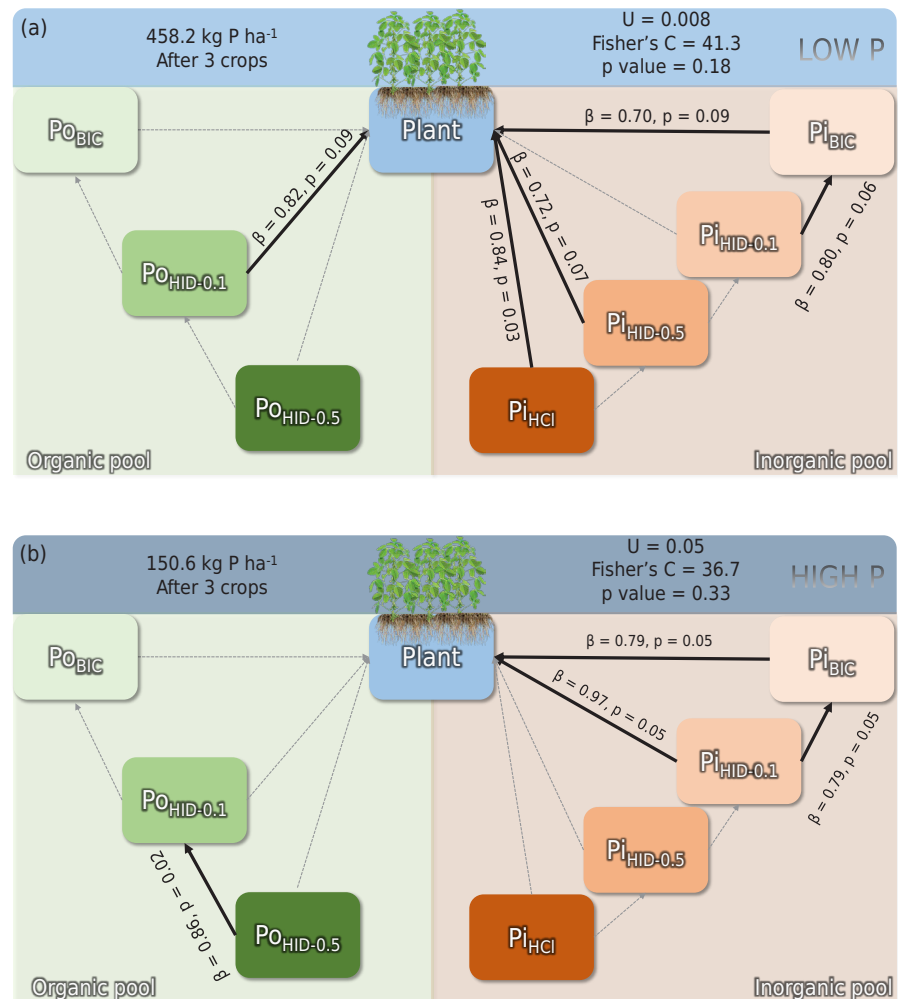 (a)
458.2 kg P ha-1
After 3 crops
U = 0.008
Fisher's C = 41.3
p value = 0.18
LOW P
PoBIC
Plant
β = 0.70, p = 0.09
PiBIC
β = 0.82, p = 0.09
β = 0.72, p = 0.07
β = 0.84, p = 0.03
β = 0.80, p = 0.06
PoHID-0.1
PiHID-0.1
PiHID-0.5
PoHID-0.5
PiHCl
Organic pool
Inorganic pool
(b)
150.6 kg P ha-1
After 3 crops
U = 0.05
Fisher's C = 36.7
p value = 0.33
HIGH P
PoBIC
Plant
β = 0.79, p = 0.05
PiBIC
β = 0.97, p = 0.05
β = 0.79, p = 0.05
PoHID-0.1
PiHID-0.1
β = 0.86, p = 0.02
PiHID-0.5
PoHID-0.5
PiHCl
Organic pool
Inorganic pool